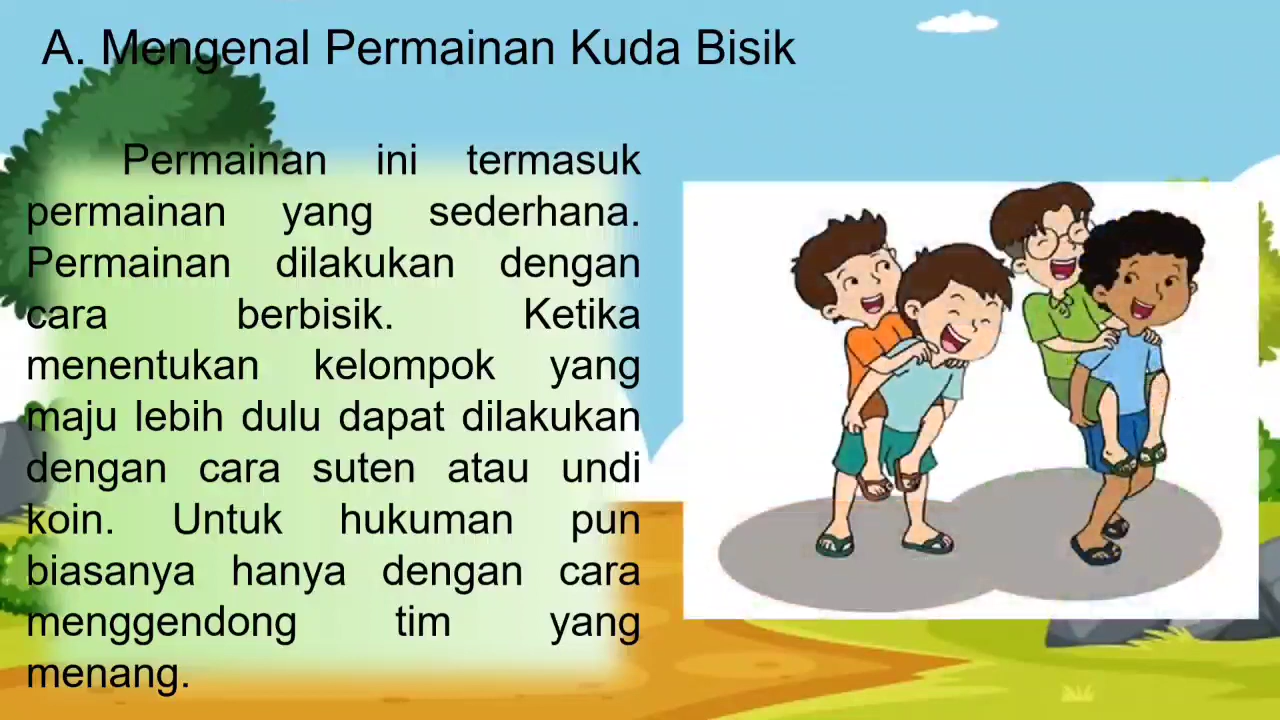 A. Mengenal Permainan Kuda Bisik
Permainan ini termasuk
permainan yang sederhana.
Permainan dilakukan dengan
cara berbisik. Ketika
menentukan kelompok yang
maju lebih dulu dapat dilakukan
dengan cara suten atau undi
koin. Untuk hukuman pun
biasanya hanya dengan cara
menggendong tim yang
menang.